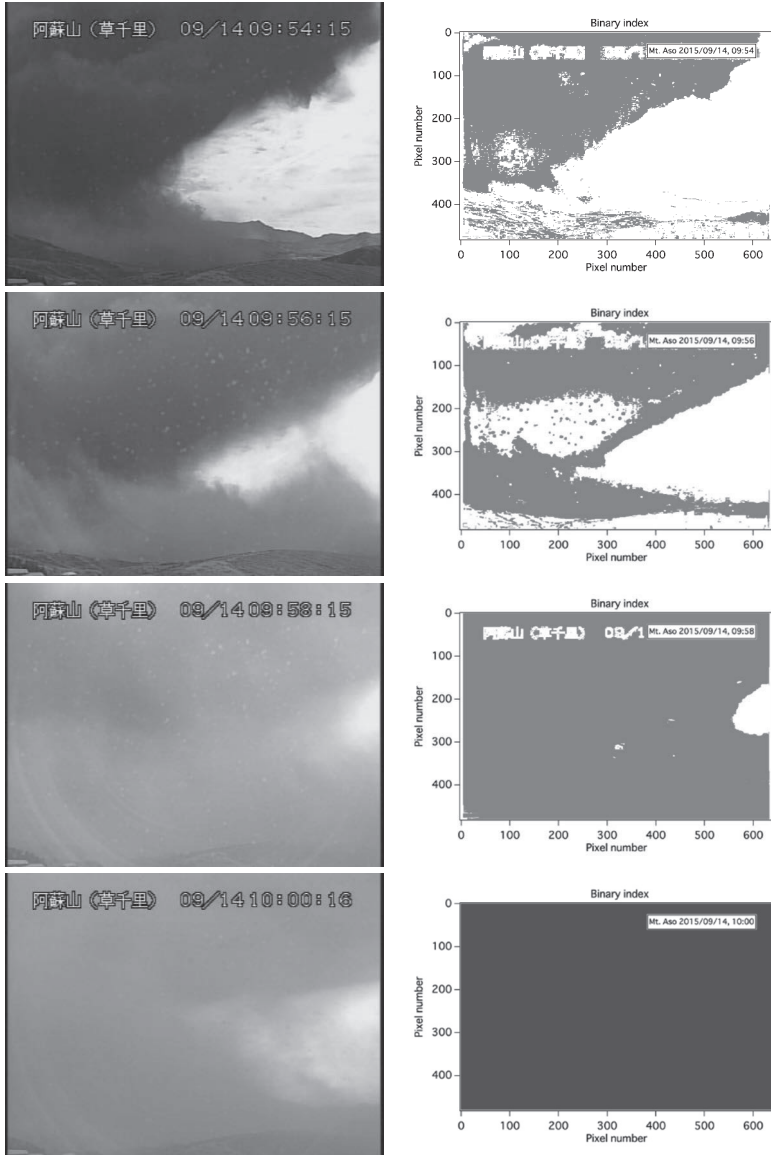 阿蘇山（草千里） 09/14 09:54:15
Binary index
Mt. Aso 2015/09/14, 09:54
0
100
200
300
400
Pixel number
0 100 200 300 400 500 600
Pixel number
阿蘇山（草千里） 09/14 09:56:15
Binary index
阿蘇山（草千里） 09/1
Mt. Aso 2015/09/14, 09:56
0
100
200
300
400
Pixel number
0 100 200 300 400 500 600
Pixel number
阿蘇山（草千里） 09/14 09:58:15
Binary index
阿蘇山（草千里） 09/1
Mt. Aso 2015/09/14, 09:58
0
100
200
300
400
Pixel number
0 100 200 300 400 500 600
Pixel number
阿蘇山（草千里） 09/14 10:00:16
Binary index
Mt. Aso 2015/09/14, 10:00
0
100
200
300
400
Pixel number
0 100 200 300 400 500 600
Pixel number